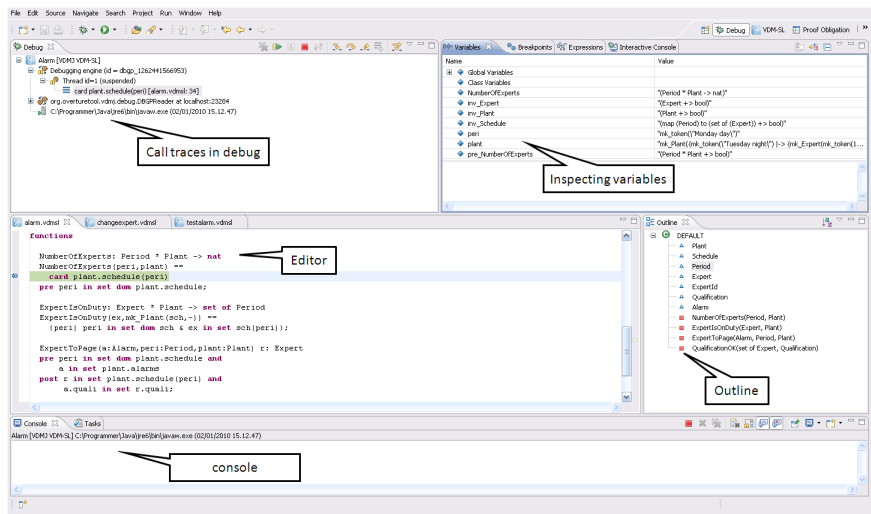 File Edit Source Navigate Search Project Run Window Help
Debug VDM-SL Proof Obligation
Debug
Alarm [VDMJ VDM-SL]
Debugging engine (id = dbgp_1262441566953)
Thread id=1 (suspended)
card plant.schedule(peri) [alarm.vdmsl: 34]
org.overturetool.vdmj.debug.DBGPReader at localhost:23284
C:\Programmer\Java\jre6\bin\javaw.exe (02/01/2010 15.12.47)
Call traces in debug
Variables Breakpoints Expressions Interactive Console
Name Value
Global Variables
Class Variables
NumberOfExperts "(Period * Plant -> nat)"
inv_Expert "(Expert +> bool)"
inv_Plant "(Plant +> bool)"
inv_Schedule "(map (Period) to (set of (Expert)) +> bool)"
peri "mk_token(\"Monday day\")"
plant "mk_Plant({mk_token(\"Tuesday night\") |-> {mk_Expert(mk_token(1...
pre_NumberOfExperts "(Period * Plant +> bool)"
Inspecting variables
alarm.vdmsl changeexpert.vdmsl testalarm.vdmsl
functions
NumberOfExperts: Period * Plant -> nat
NumberOfExperts(peri,plant) ==
card plant.schedule(peri)
pre peri in set dom plant.schedule;
ExpertIsOnDuty: Expert * Plant -> set of Period
ExpertIsOnDuty(ex,mk_Plant(sch,-)) ==
{peri| peri in set dom sch & ex in set sch(peri)};
ExpertToPage(a:Alarm,peri:Period,plant:Plant) r: Expert
pre peri in set dom plant.schedule and
a in set plant.alarms
post r in set plant.schedule(peri) and
a.quali in set r.quali;
Editor
Outline
DEFAULT
Plant
Schedule
Period
Expert
ExpertId
Qualification
Alarm
NumberOfExperts(Period, Plant)
ExpertIsOnDuty(Expert, Plant)
ExpertToPage(Alarm, Period, Plant)
QualificationOK(set of Expert, Qualification)
Outline
Console Tasks
Alarm [VDMJ VDM-SL] C:\Programmer\Java\jre6\bin\javaw.exe (02/01/2010 15.12.47)
console